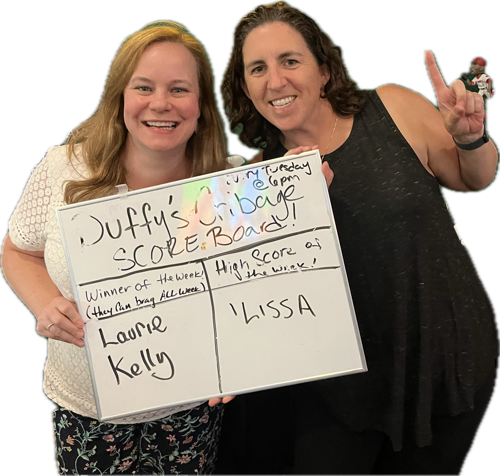 Every Tuesday
@ 6pm
Duffy's Cribbage
SCORE Board!
Winner of the Week!
(they can brag ALL week)
Laurie
Kelly
High Score of
the week!
ILISSA